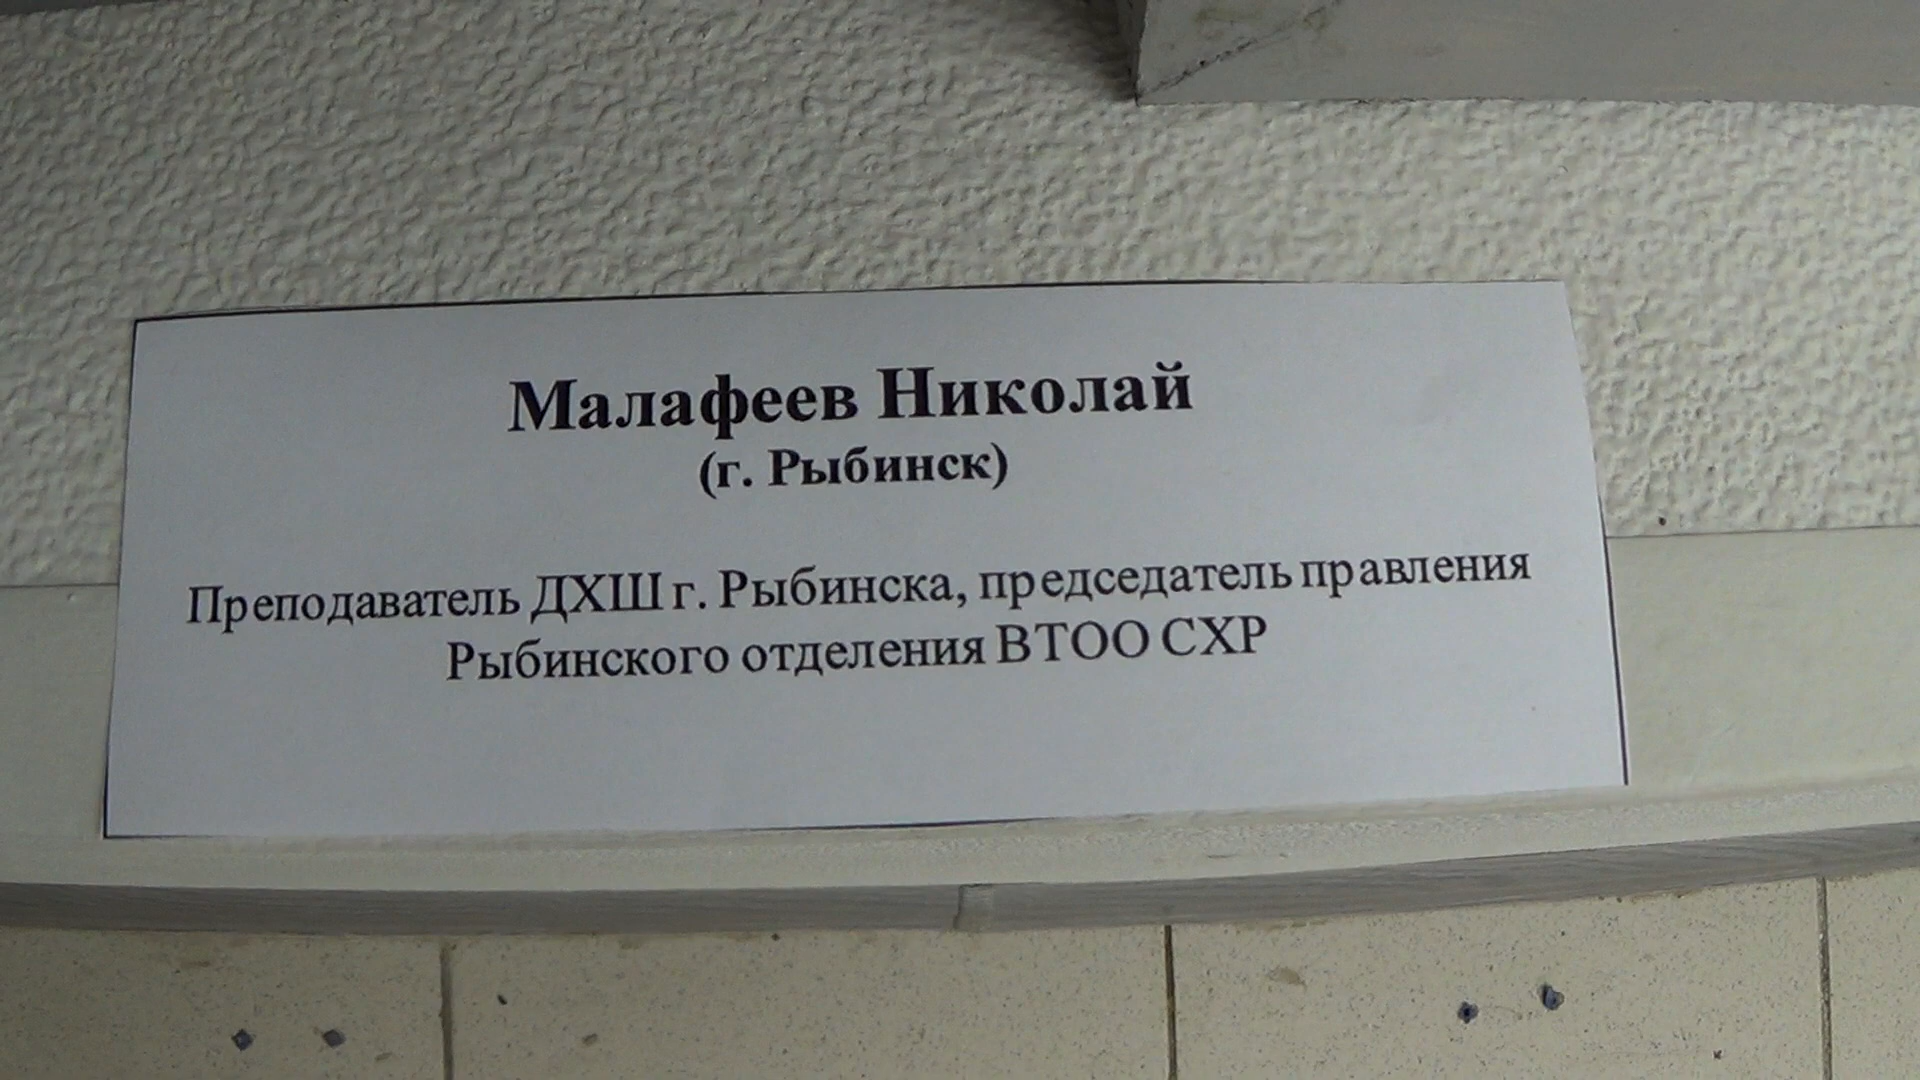 Малафеев Николай
(г. Рыбинск)
Преподаватель ДХШ г. Рыбинска, председатель правления
Рыбинского отделения ВТОО СХР